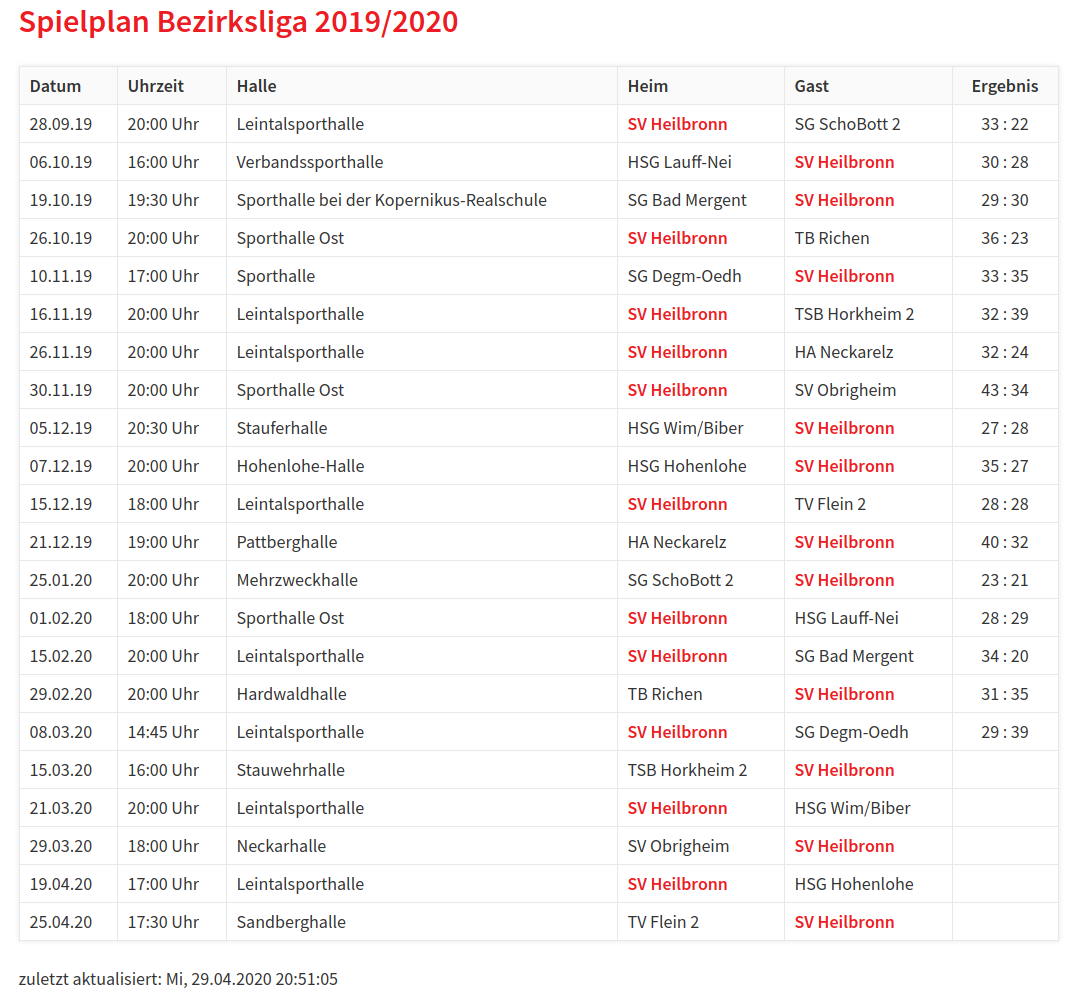 Spielplan Bezirksliga 2019/2020
Datum Uhrzeit Halle Heim Gast Ergebnis
28.09.19 20:00 Uhr Leintalsporthalle SV Heilbronn SG SchoBott 2 33 : 22
06.10.19 16:00 Uhr Verbandssporthalle HSG Lauff-Nei SV Heilbronn 30 : 28
19.10.19 19:30 Uhr Sporthalle bei der Kopernikus-Realschule SG Bad Mergent SV Heilbronn 29 : 30
26.10.19 20:00 Uhr Sporthalle Ost SV Heilbronn TB Richen 36 : 23
10.11.19 17:00 Uhr Sporthalle SG Degm-Oedh SV Heilbronn 33 : 35
16.11.19 20:00 Uhr Leintalsporthalle SV Heilbronn TSB Horkheim 2 32 : 39
26.11.19 20:00 Uhr Leintalsporthalle SV Heilbronn HA Neckarelz 32 : 24
30.11.19 20:00 Uhr Sporthalle Ost SV Heilbronn SV Obrigheim 43 : 34
05.12.19 20:30 Uhr Stauferhalle HSG Wim/Biber SV Heilbronn 27 : 28
07.12.19 20:00 Uhr Hohenlohe-Halle HSG Hohenlohe SV Heilbronn 35 : 27
15.12.19 18:00 Uhr Leintalsporthalle SV Heilbronn TV Flein 2 28 : 28
21.12.19 19:00 Uhr Pattberghalle HA Neckarelz SV Heilbronn 40 : 32
25.01.20 20:00 Uhr Mehrzweckhalle SG SchoBott 2 SV Heilbronn 23 : 21
01.02.20 18:00 Uhr Sporthalle Ost SV Heilbronn HSG Lauff-Nei 28 : 29
15.02.20 20:00 Uhr Leintalsporthalle SV Heilbronn SG Bad Mergent 34 : 20
29.02.20 20:00 Uhr Hardwaldhalle TB Richen SV Heilbronn 31 : 35
08.03.20 14:45 Uhr Leintalsporthalle SV Heilbronn SG Degm-Oedh 29 : 39
15.03.20 16:00 Uhr Stauwehrhalle TSB Horkheim 2 SV Heilbronn
21.03.20 20:00 Uhr Leintalsporthalle SV Heilbronn HSG Wim/Biber
29.03.20 18:00 Uhr Neckarhalle SV Obrigheim SV Heilbronn
19.04.20 17:00 Uhr Leintalsporthalle SV Heilbronn HSG Hohenlohe
25.04.20 17:30 Uhr Sandberghalle TV Flein 2 SV Heilbronn
zuletzt aktualisiert: Mi, 29.04.2020 20:51:05